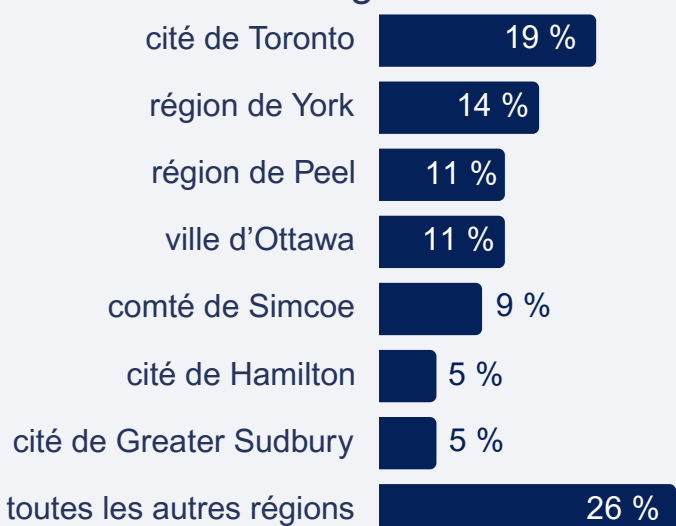 cité de Toronto 19 %
région de York 14 %
région de Peel 11 %
ville d’Ottawa 11 %
comté de Simcoe 9 %
cité de Hamilton 5 %
cité de Greater Sudbury 5 %
toutes les autres régions 26 %